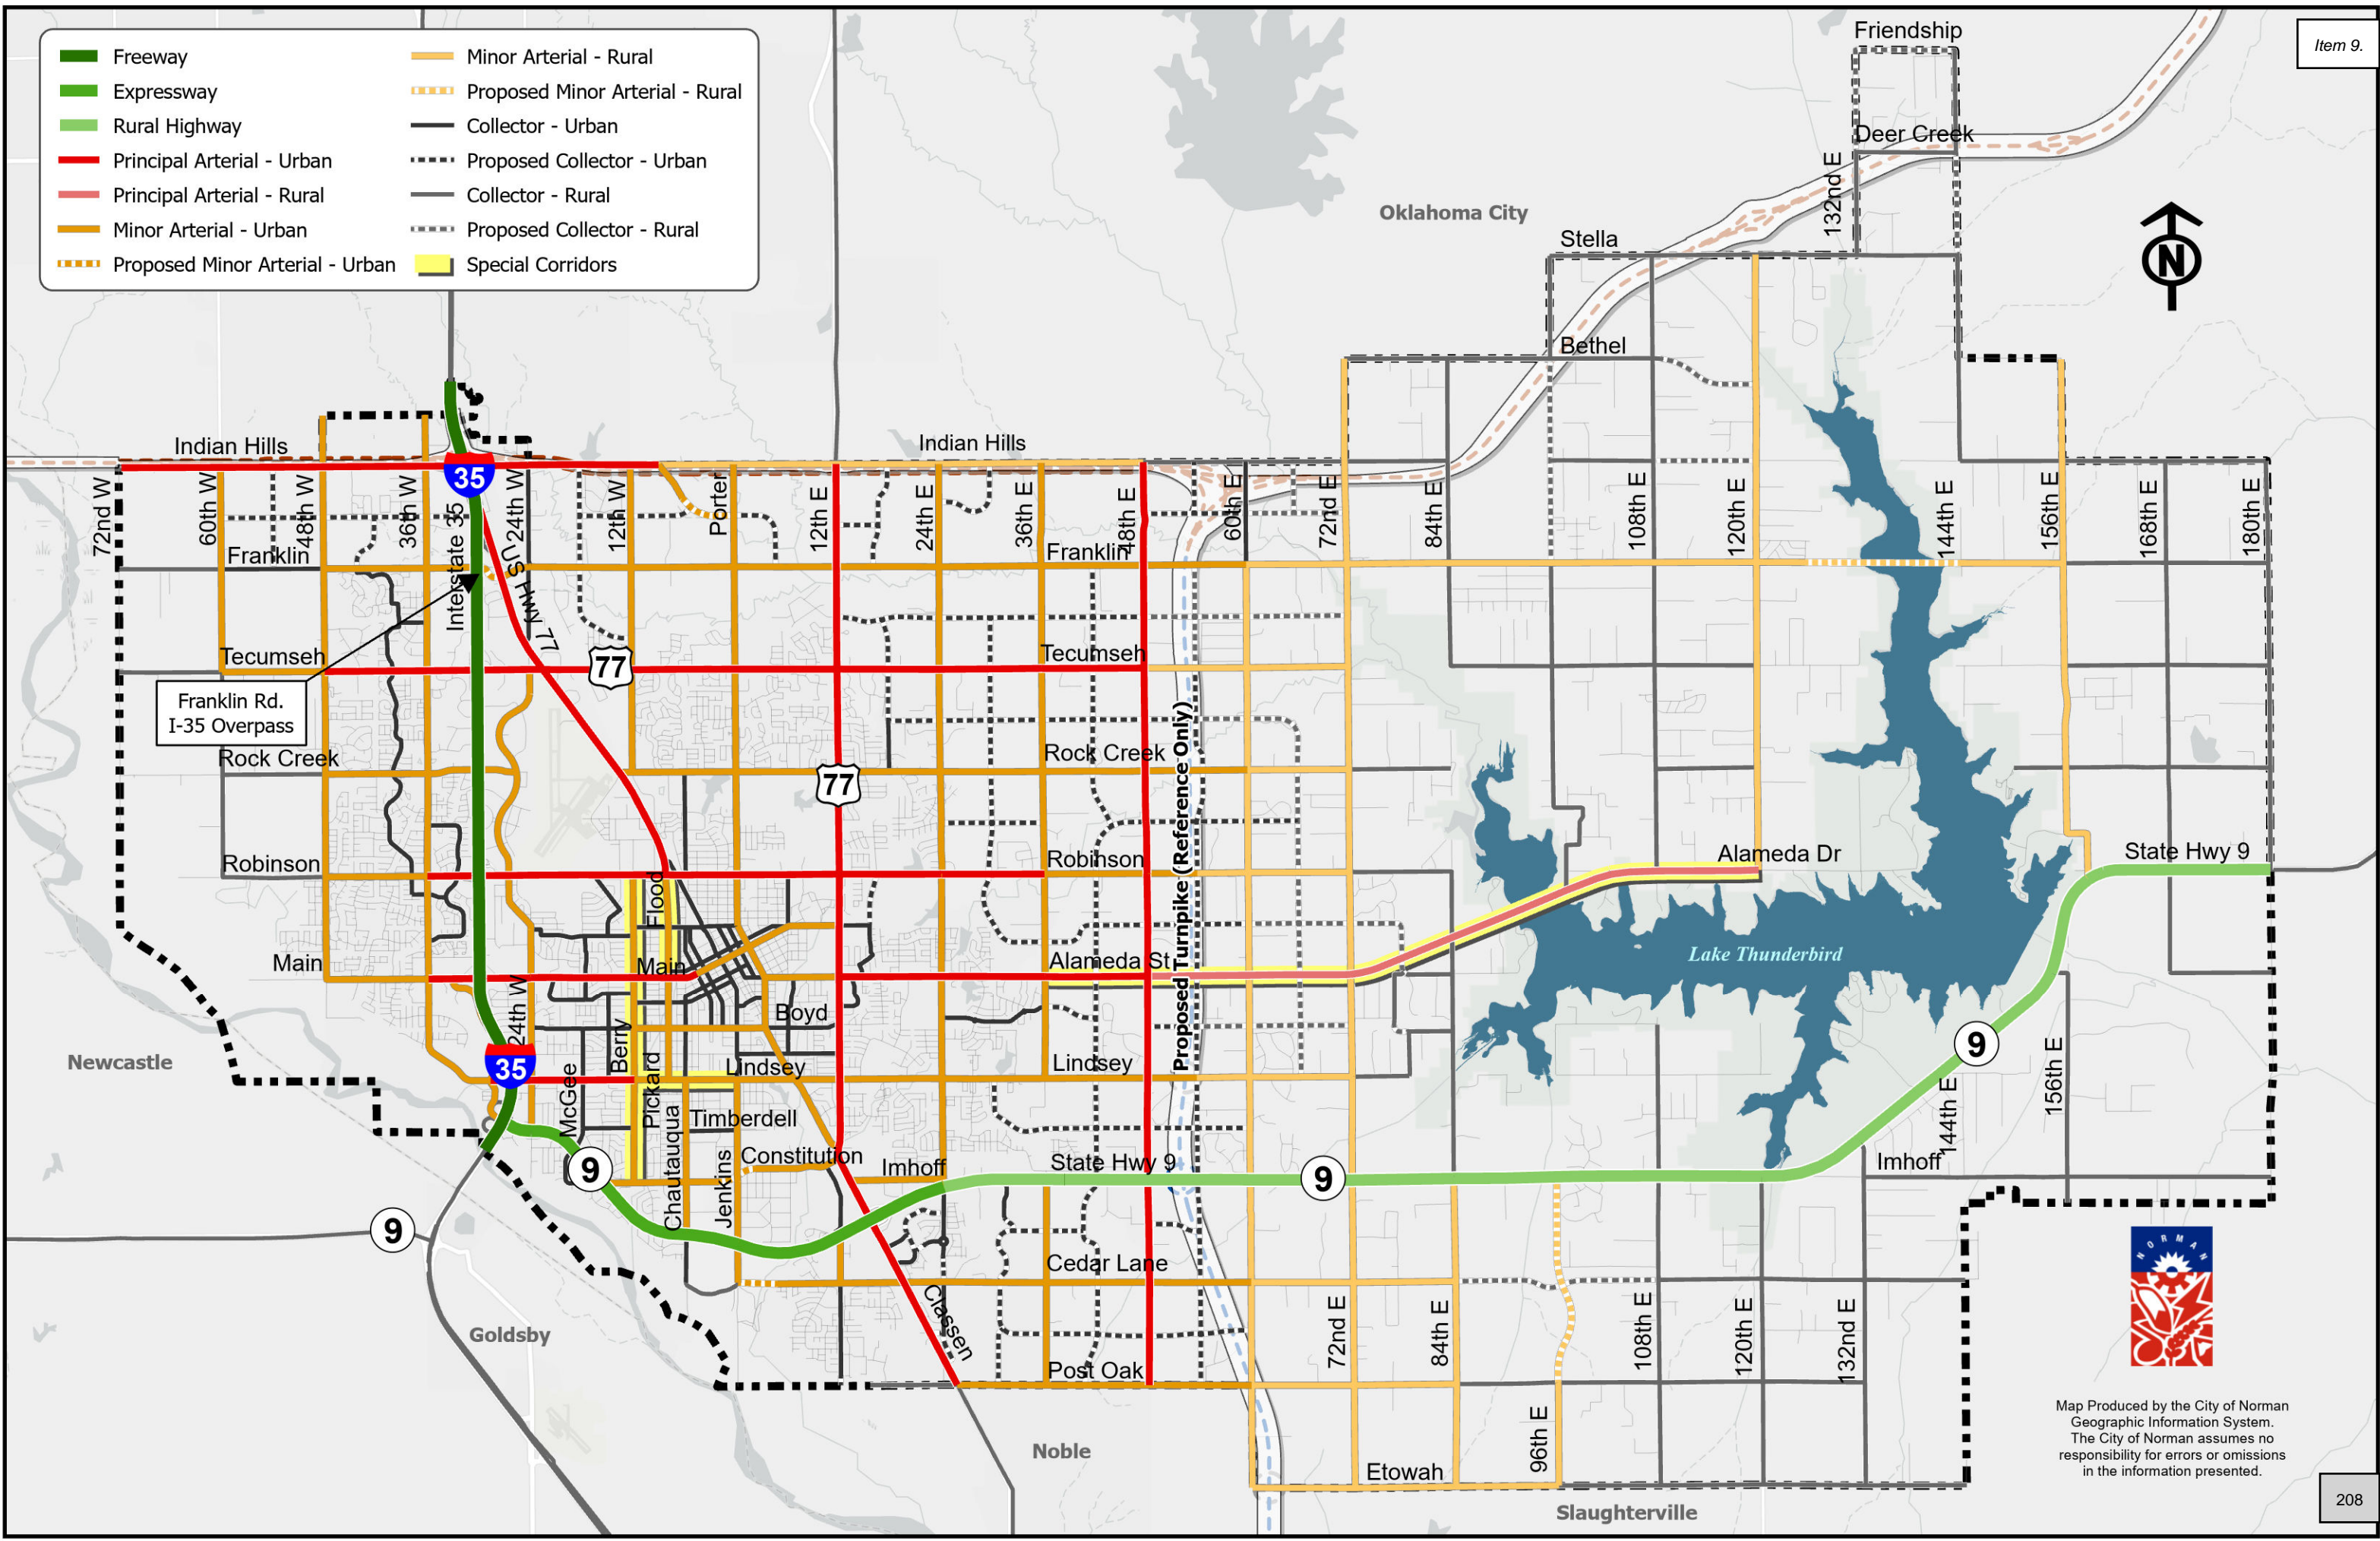 Item 9.
Freeway
Expressway
Rural Highway
Principal Arterial - Urban
Principal Arterial - Rural
Minor Arterial - Urban
Proposed Minor Arterial - Urban
Minor Arterial - Rural
Proposed Minor Arterial - Rural
Collector - Urban
Proposed Collector - Urban
Collector - Rural
Proposed Collector - Rural
Special Corridors
Friendship
Deer Creek
132nd E
Oklahoma City
Stella
N
Bethel
Indian Hills
Indian Hills
35
72nd W
60th W
48th W
36th W
Interstate 35
24th W
US Hwy 77
12th W
Porter
12th E
24th E
36th E
48th E
60th E
72nd E
84th E
108th E
120th E
144th E
156th E
168th E
180th E
Franklin
Franklin
Tecumseh
77
Tecumseh
Franklin Rd.
I-35 Overpass
Rock Creek
77
Rock Creek
Proposed Turnpike (Reference Only)
Robinson
Flood
Robinson
Alameda Dr
State Hwy 9
Main
Main
Alameda St
Lake Thunderbird
24th W
Boyd
Newcastle
35
McGee
Berry
Pickard
Lindsey
Lindsey
9
144th E
156th E
Chautauqua
Timberdell
Jenkins
Constitution
Imhoff
State Hwy 9
9
9
Imhoff
9
NORMAN
Cedar Lane
Classen
Goldsby
72nd E
84th E
108th E
120th E
132nd E
Post Oak
96th E
Noble
Etowah
Slaughterville
Map Produced by the City of Norman
Geographic Information System.
The City of Norman assumes no
responsibility for errors or omissions
in the information presented.
208